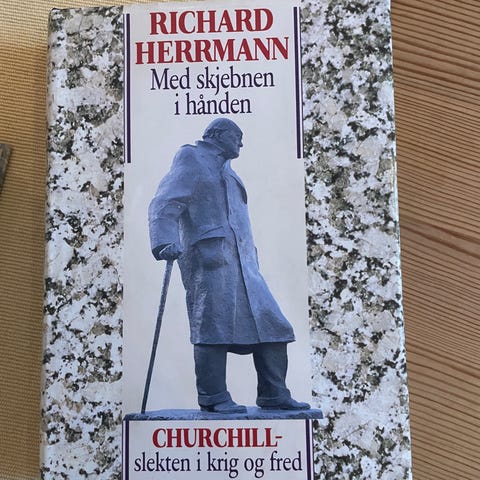 RICHARD
HERRMANN
Med skjebnen
i hånden
CHURCHILL-
slekten i krig og fred